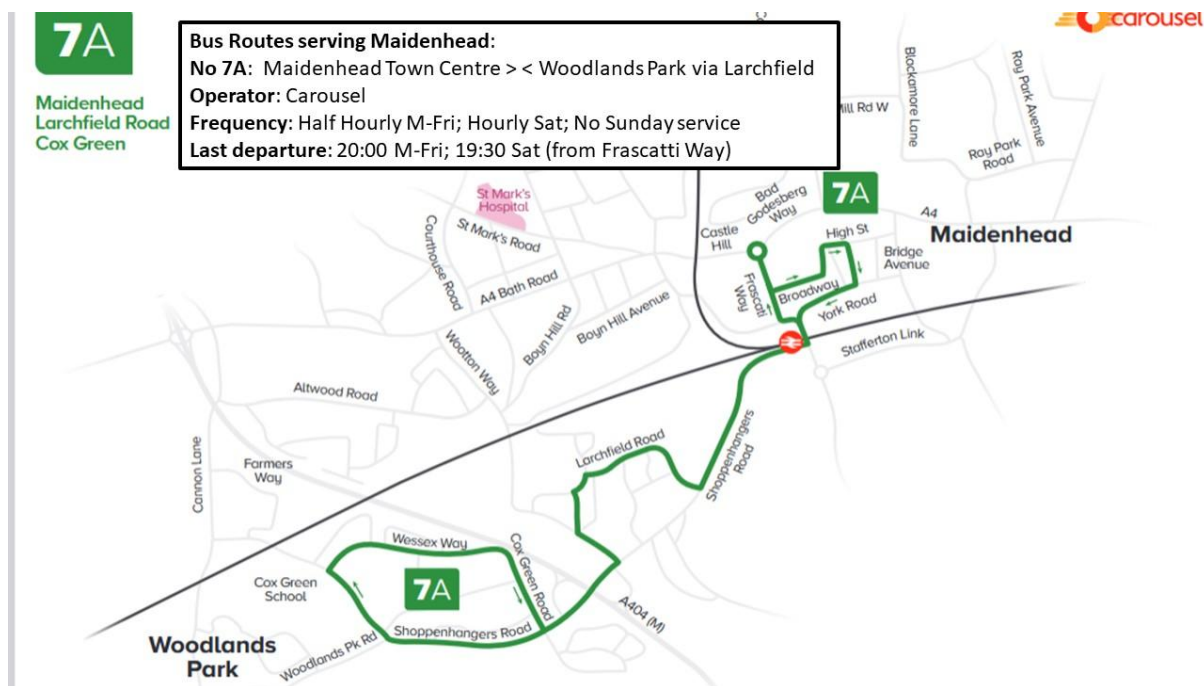 7A
Maidenhead
Larchfield Road
Cox Green
Bus Routes serving Maidenhead:
No 7A: Maidenhead Town Centre > < Woodlands Park via Larchfield
Operator: Carousel
Frequency: Half Hourly M-Fri; Hourly Sat; No Sunday service
Last departure: 20:00 M-Fri; 19:30 Sat (from Frascatti Way)
carousel
Blackamore Lane
Ray Park Avenue
Mill Rd W
Ray Park
Road
St Mark's
Hospital
St Mark's Road
Courthouse Road
A4 Bath Road
Castle
Hill
Bad
Godesberg
Way
7A
High St
A4
Maidenhead
Bridge
Avenue
Frascati
Way
Broadway
York Road
Stafferton Link
Boyn Hill Rd
Boyn Hill Avenue
Wootton Way
Altwood Road
Cannon Lane
Farmers
Way
Larchfield Road
Shoppenhangers
Road
Wessex Way
Cox Green Road
Cox Green
School
7A
A404 (M)
Shoppenhangers Road
Woodlands Pk Rd
Woodlands
Park